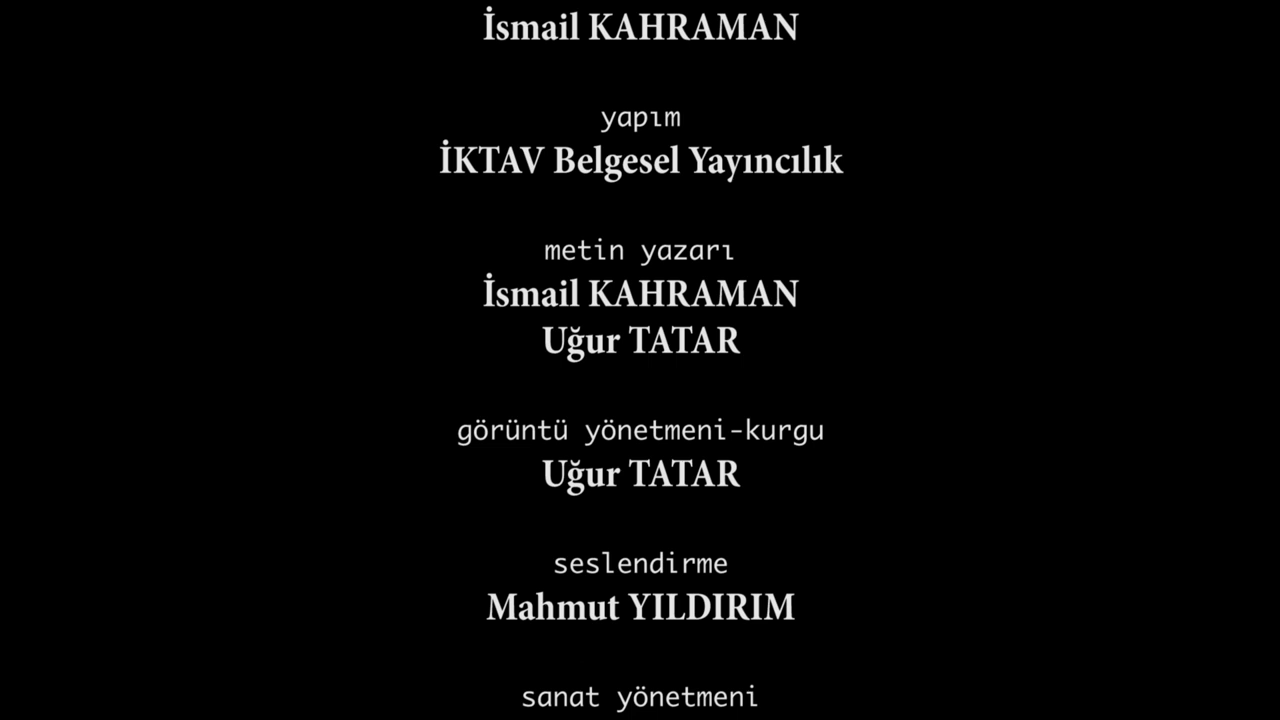 İsmail KAHRAMAN
yapım
İKTAV Belgesel Yayıncılık
metin yazarı
İsmail KAHRAMAN
Uğur TATAR
görüntü yönetmeni-kurgu
Uğur TATAR
seslendirme
Mahmut YILDIRIM
sanat yönetmeni